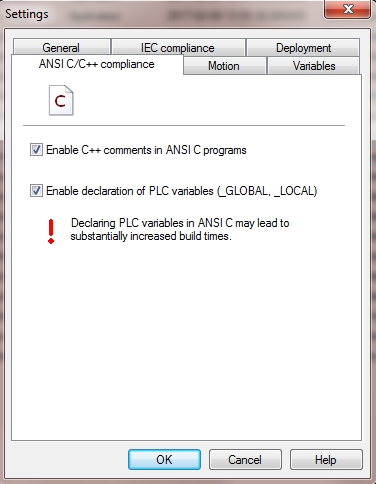 Settings
General IEC compliance Deployment
ANSI C/C++ compliance Motion Variables
C
Enable C++ comments in ANSI C programs
Enable declaration of PLC variables (_GLOBAL, _LOCAL)
! Declaring PLC variables in ANSI C may lead to
substantially increased build times.
OK Cancel Help